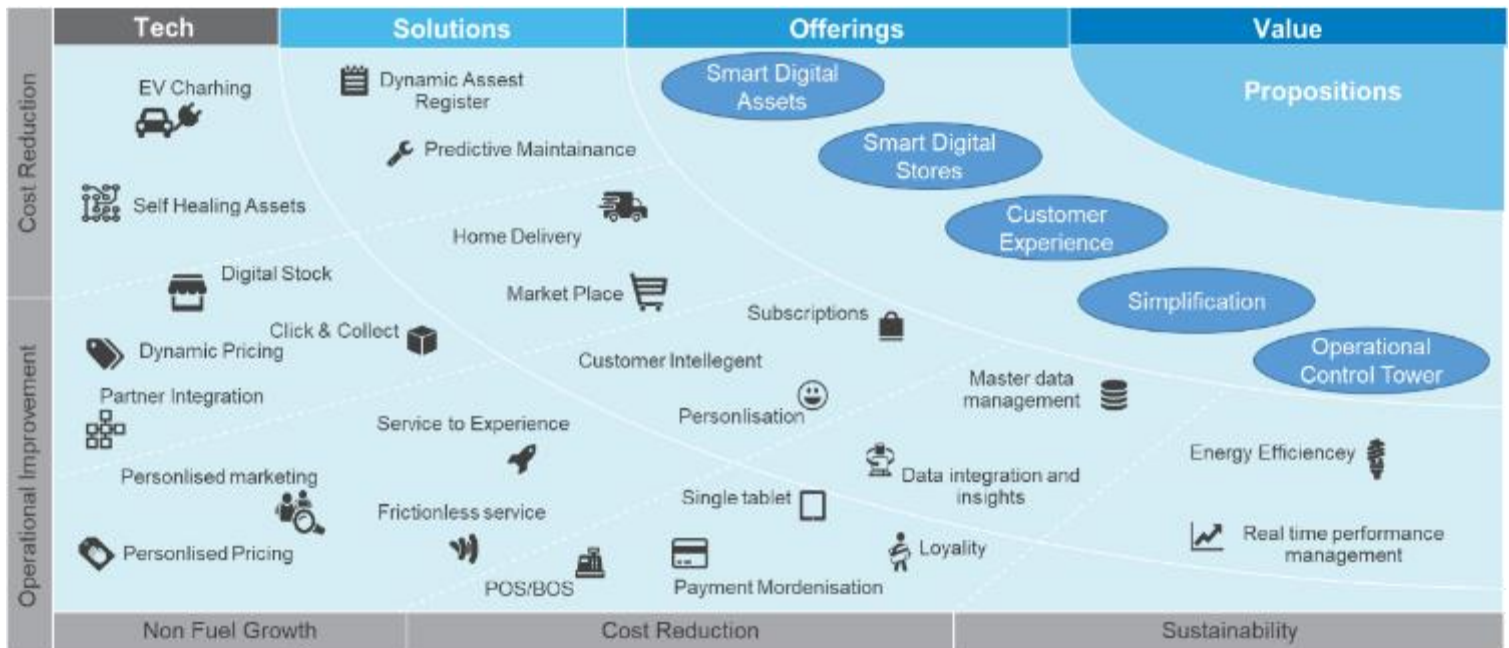 Tech
Solutions
Offerings
Value
Propositions
Cost Reduction
Operational Improvement
EV Charhing
Dynamic Assest
Register
Smart Digital
Assets
Predictive Maintainance
Smart Digital
Stores
Self Healing Assets
Home Delivery
Customer
Experience
Digital Stock
Market Place
Simplification
Subscriptions
Click & Collect
Dynamic Pricing
Customer Intellegent
Operational
Control Tower
Partner Integration
Master data
management
Personlisation
Service to Experience
Energy Efficiencey
Personlised marketing
Data integration and
insights
Single tablet
Frictionless service
Real time performance
management
Personlised Pricing
Loyality
POS/BOS
Payment Mordenisation
Non Fuel Growth
Cost Reduction
Sustainability